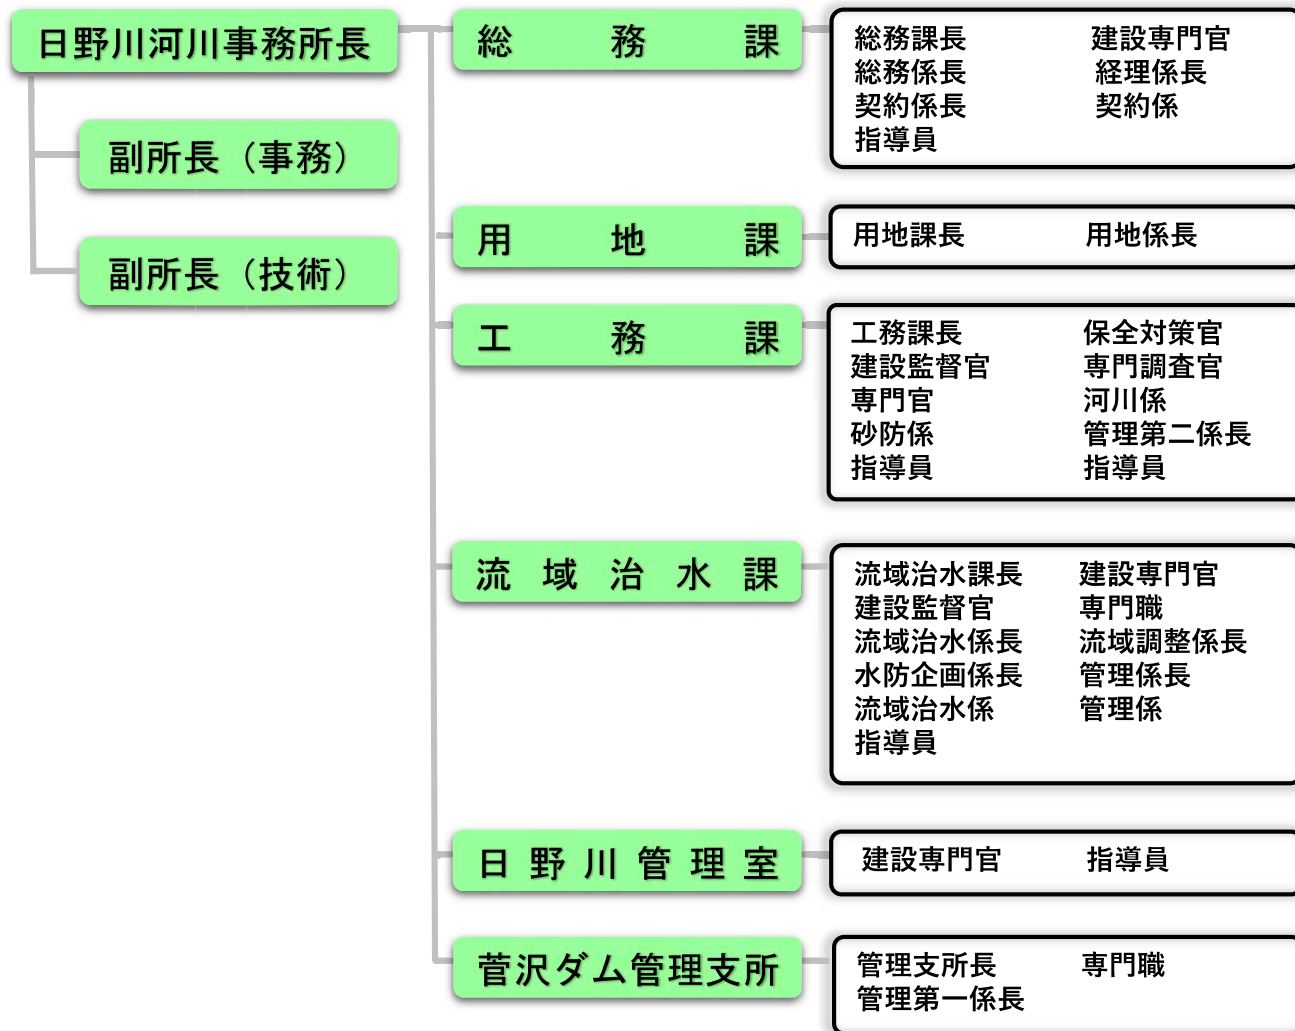 日野川河川事務所長
副所長（事務）
副所長（技術）
総務課
総務課長 建設専門官
総務係長 経理係長
契約係長 契約係
指導員
用地課
用地課長 用地係長
工務課
工務課長 保全対策官
建設監督官 専門調査官
専門官 河川係
砂防係 管理第二係長
指導員 指導員
流域治水課
流域治水課長 建設専門官
建設監督官 専門職
流域治水係長 流域調整係長
水防企画係長 管理係長
流域治水係 管理係
指導員
日野川管理室
建設専門官 指導員
菅沢ダム管理支所
管理支所長 専門職
管理第一係長